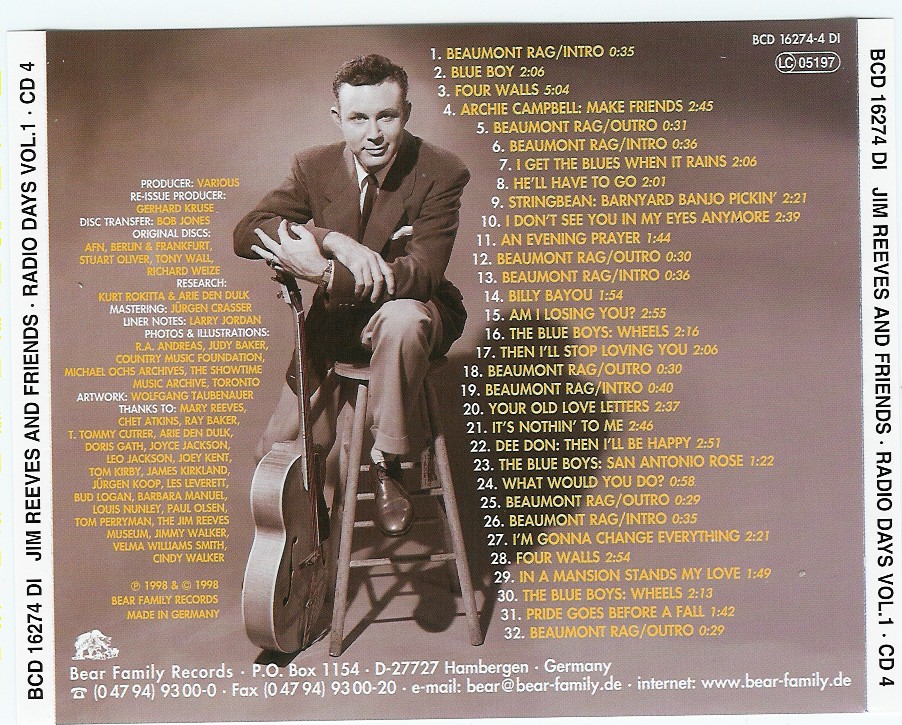 BCD 16274 DI JIM REEVES AND FRIENDS · RADIO DAYS VOL.1 · CD 4
BCD 16274-4 DI
LC 05197
1. BEAUMONT RAG/INTRO 0:35
2. BLUE BOY 2:06
3. FOUR WALLS 5:04
4. ARCHIE CAMPBELL: MAKE FRIENDS 2:45
5. BEAUMONT RAG/OUTRO 0:31
6. BEAUMONT RAG/INTRO 0:36
7. I GET THE BLUES WHEN IT RAINS 2:06
8. HE'LL HAVE TO GO 2:01
9. STRINGBEAN: BARNYARD BANJO PICKIN' 2:21
10. I DON'T SEE YOU IN MY EYES ANYMORE 2:39
11. AN EVENING PRAYER 1:44
12. BEAUMONT RAG/OUTRO 0:30
13. BEAUMONT RAG/INTRO 0:36
14. BILLY BAYOU 1:54
15. AM I LOSING YOU? 2:55
16. THE BLUE BOYS: WHEELS 2:16
17. THEN I'LL STOP LOVING YOU 2:06
18. BEAUMONT RAG/OUTRO 0:30
19. BEAUMONT RAG/INTRO 0:40
20. YOUR OLD LOVE LETTERS 2:37
21. IT'S NOTHIN' TO ME 2:46
22. DEE DON: THEN I'LL BE HAPPY 2:51
23. THE BLUE BOYS: SAN ANTONIO ROSE 1:22
24. WHAT WOULD YOU DO? 0:58
25. BEAUMONT RAG/OUTRO 0:29
26. BEAUMONT RAG/INTRO 0:35
27. I'M GONNA CHANGE EVERYTHING 2:21
28. FOUR WALLS 2:54
29. IN A MANSION STANDS MY LOVE 1:49
30. THE BLUE BOYS: WHEELS 2:13
31. PRIDE GOES BEFORE A FALL 1:42
32. BEAUMONT RAG/OUTRO 0:29
PRODUCER: VARIOUS
RE-ISSUE PRODUCER:
GERHARD KRUSE
DISC TRANSFER: BOB JONES
ORIGINAL DISCS:
AFN, BERLIN & FRANKFURT,
STUART OLIVER, TONY WALL,
RICHARD WEIZE
RESEARCH:
KURT ROKITTA & ARIE DEN DULK
MASTERING: JÜRGEN CRASSER
LINER NOTES: LARRY JORDAN
PHOTOS & ILLUSTRATIONS:
R.A. ANDREAS, JUDY BAKER,
COUNTRY MUSIC FOUNDATION,
MICHAEL OCHS ARCHIVES, THE SHOWTIME
MUSIC ARCHIVE, TORONTO
ARTWORK: WOLFGANG TAUBENAUER
THANKS TO: MARY REEVES,
CHET ATKINS, RAY BAKER,
T. TOMMY CUTRER, ARIE DEN DULK,
DORIS GATH, JOYCE JACKSON,
LEO JACKSON, JOEY KENT,
TOM KIRBY, JAMES KIRKLAND,
JÜRGEN KOOP, LES LEVERETT,
BUD LOGAN, BARBARA MANUEL,
LOUIS NUNLEY, PAUL OLSEN,
TOM PERRYMAN, THE JIM REEVES
MUSEUM, JIMMY WALKER,
VELMA WILLIAMS SMITH,
CINDY WALKER
℗ 1998 & © 1998
BEAR FAMILY RECORDS
MADE IN GERMANY
Bear Family Records · P.O. Box 1154 · D-27727 Hambergen · Germany
☎ (0 47 94) 93 00-0 · Fax (0 47 94) 93 00-20 · e-mail: bear@bear-family.de · internet: www.bear-family.de
BCD 16274 DI JIM REEVES AND FRIENDS · RADIO DAYS VOL.1 · CD 4